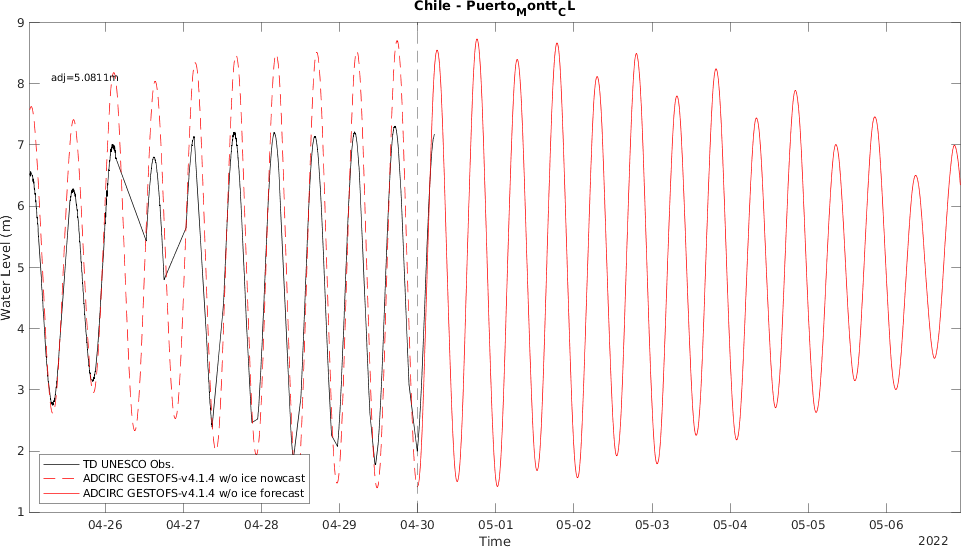 Chile - PuertoMonttCL
9
8
7
6
5
4
3
2
1
Water Level (m)
adj=5.0811m
TD UNESCO Obs.
ADCIRC GESTOFS-v4.1.4 w/o ice nowcast
ADCIRC GESTOFS-v4.1.4 w/o ice forecast
04-26 04-27 04-28 04-29 04-30 05-01 05-02 05-03 05-04 05-05 05-06
Time
2022